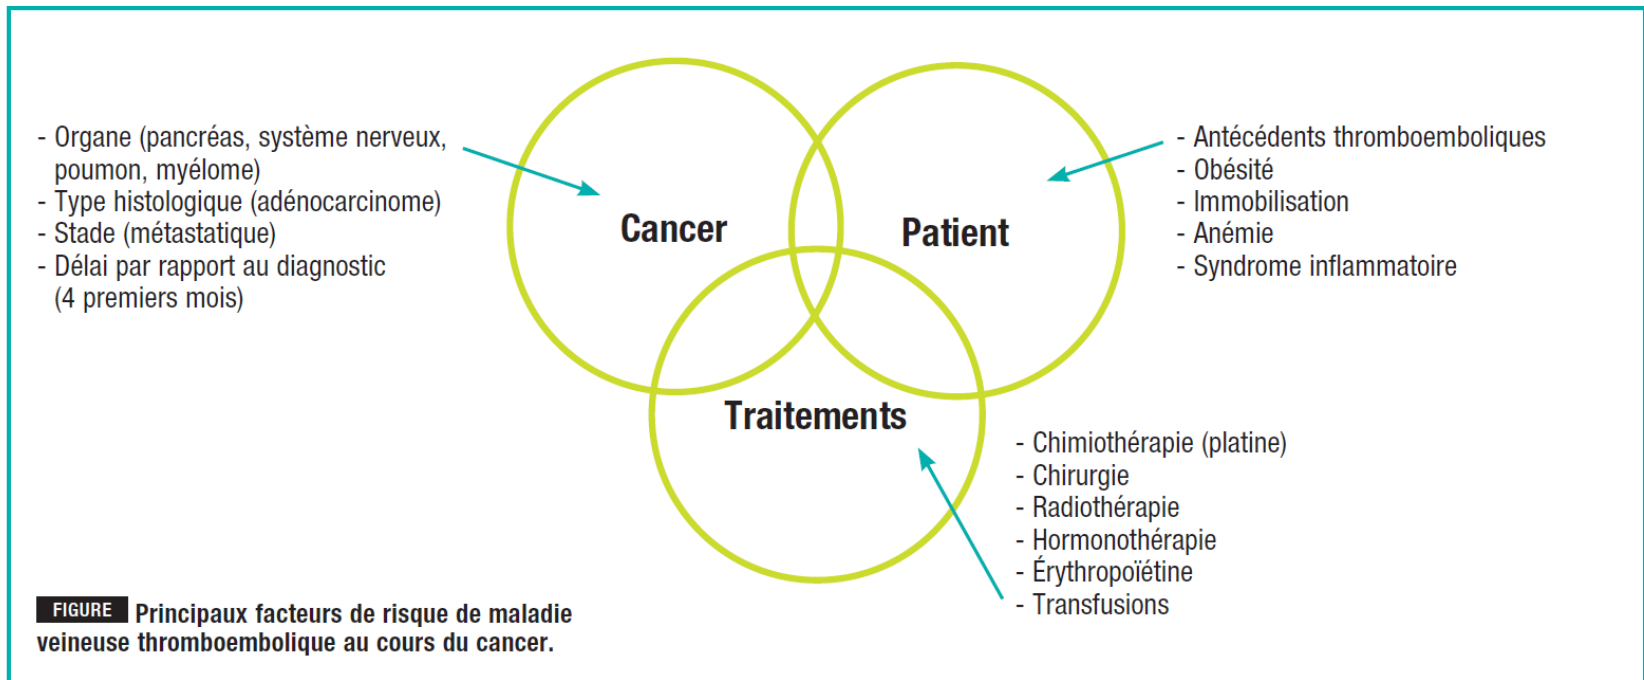 - Organe (pancréas, système nerveux,
poumon, myélome)
- Type histologique (adénocarcinome)
- Stade (métastatique)
- Délai par rapport au diagnostic
(4 premiers mois)
Cancer
Patient
- Antécédents thromboemboliques
- Obésité
- Immobilisation
- Anémie
- Syndrome inflammatoire
Traitements
- Chimiothérapie (platine)
- Chirurgie
- Radiothérapie
- Hormonothérapie
- Érythropoïétine
- Transfusions
FIGURE Principaux facteurs de risque de maladie
veineuse thromboembolique au cours du cancer.